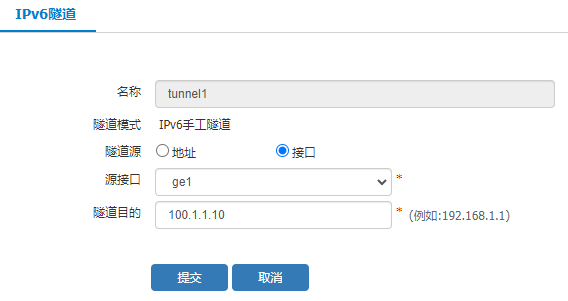 IPv6隧道
名称 tunnel1
隧道模式 IPv6手工隧道
隧道源 地址 接口
源接口 ge1 *
隧道目的 100.1.1.10 * (例如:192.168.1.1)
提交 取消